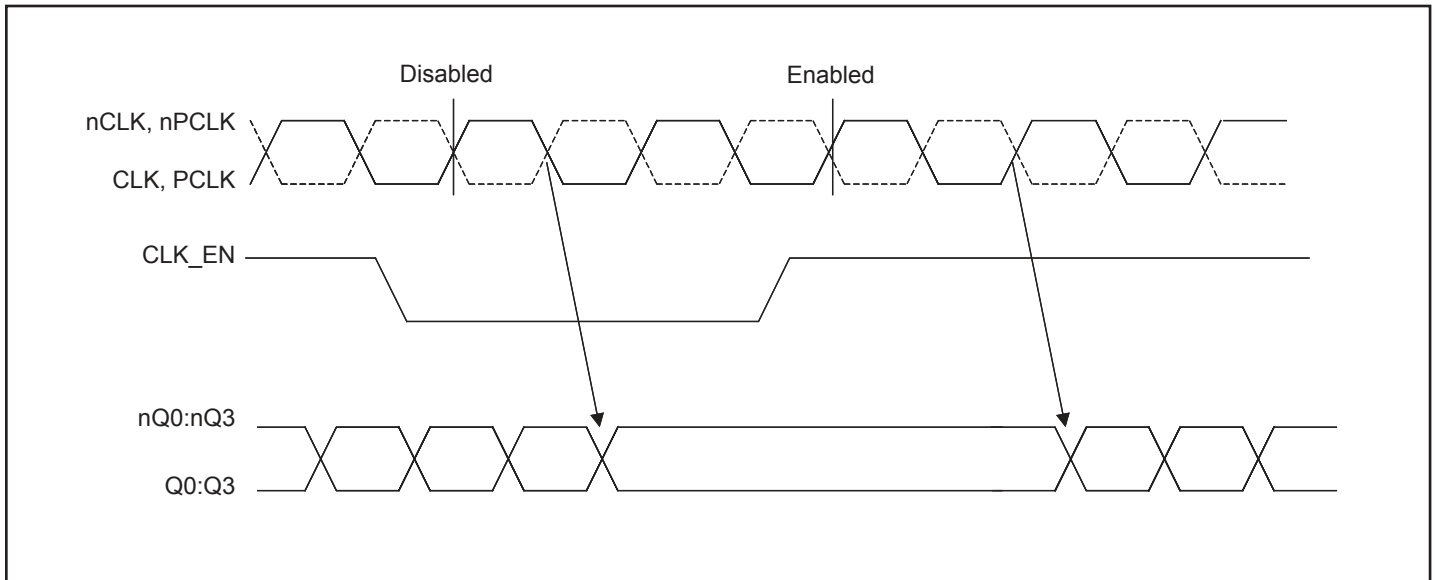 Disabled
Enabled
nCLK, nPCLK
CLK, PCLK
CLK_EN
nQ0:nQ3
Q0:Q3